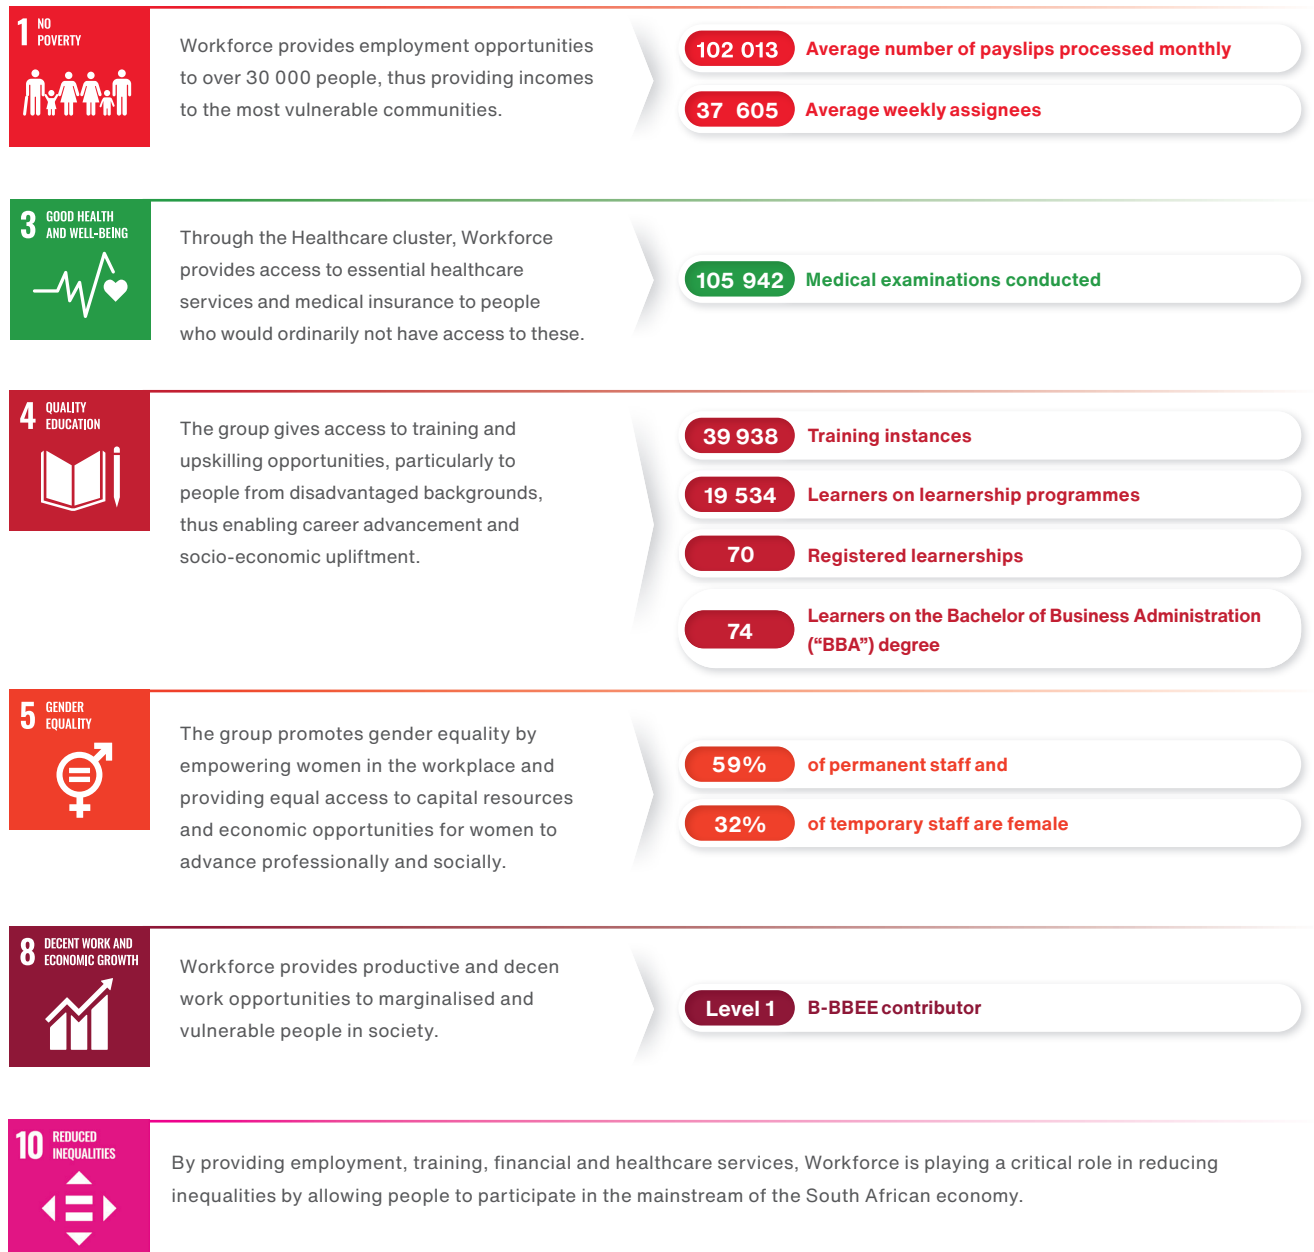 1 NO
POVERTY
Workforce provides employment opportunities
to over 30 000 people, thus providing incomes
to the most vulnerable communities.
102 013 Average number of payslips processed monthly
37 605 Average weekly assignees
3 GOOD HEALTH
AND WELL-BEING
Through the Healthcare cluster, Workforce
provides access to essential healthcare
services and medical insurance to people
who would ordinarily not have access to these.
105 942 Medical examinations conducted
4 QUALITY
EDUCATION
The group gives access to training and
upskilling opportunities, particularly to
people from disadvantaged backgrounds,
thus enabling career advancement and
socio-economic upliftment.
39 938 Training instances
19 534 Learners on learnership programmes
70 Registered learnerships
74 Learners on the Bachelor of Business Administration
(“BBA”) degree
5 GENDER
EQUALITY
The group promotes gender equality by
empowering women in the workplace and
providing equal access to capital resources
and economic opportunities for women to
advance professionally and socially.
59% of permanent staff and
32% of temporary staff are female
8 DECENT WORK AND
ECONOMIC GROWTH
Workforce provides productive and decen
work opportunities to marginalised and
vulnerable people in society.
Level 1 B-BBEE contributor
10 REDUCED
INEQUALITIES
By providing employment, training, financial and healthcare services, Workforce is playing a critical role in reducing
inequalities by allowing people to participate in the mainstream of the South African economy.